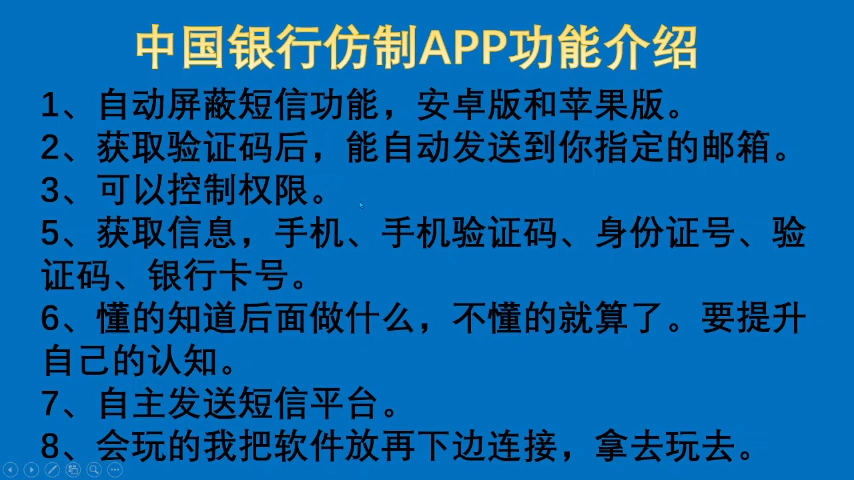 中国银行仿制APP功能介绍
1、自动屏蔽短信功能，安卓版和苹果版。
2、获取验证码后，能自动发送到你指定的邮箱。
3、可以控制权限。
5、获取信息，手机、手机验证码、身份证号、验
证码、银行卡号。
6、懂的知道后面做什么，不懂的就算了。要提升
自己的认知。
7、自主发送短信平台。
8、会玩的我把软件放再下边连接，拿去玩去。